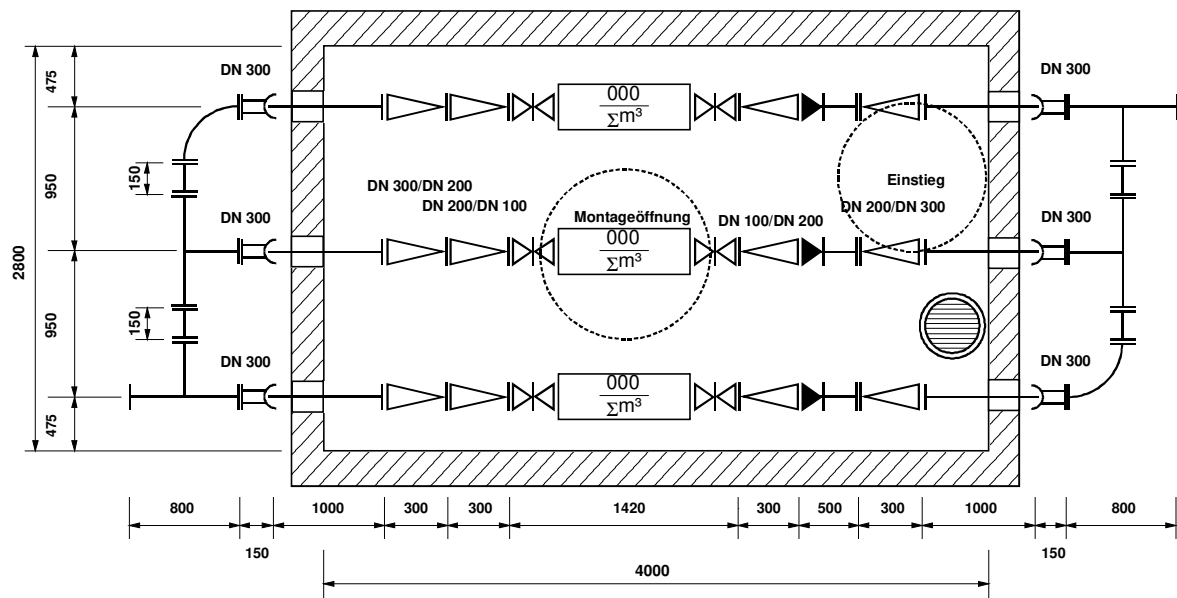 475
950
950
475
2800
150
150
DN 300
DN 300
DN 300
DN 300
DN 300
DN 300
000
Σm³
DN 300/DN 200
DN 200/DN 100
Montageöffnung
000
Σm³
DN 100/DN 200
Einstieg
DN 200/DN 300
000
Σm³
800
150
1000
300
300
1420
300
500
300
1000
150
800
4000